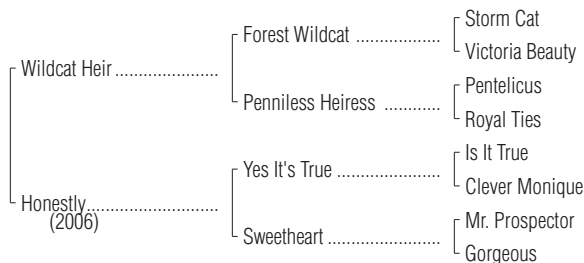 Storm Cat
Forest Wildcat ....................
Victoria Beauty
Wildcat Heir .........................
Pentelicus
Penniless Heiress .............
Royal Ties
Is It True
Yes It's True ........................
Clever Monique
Honestly................................
(2006)
Mr. Prospector
Sweetheart ...........................
Gorgeous